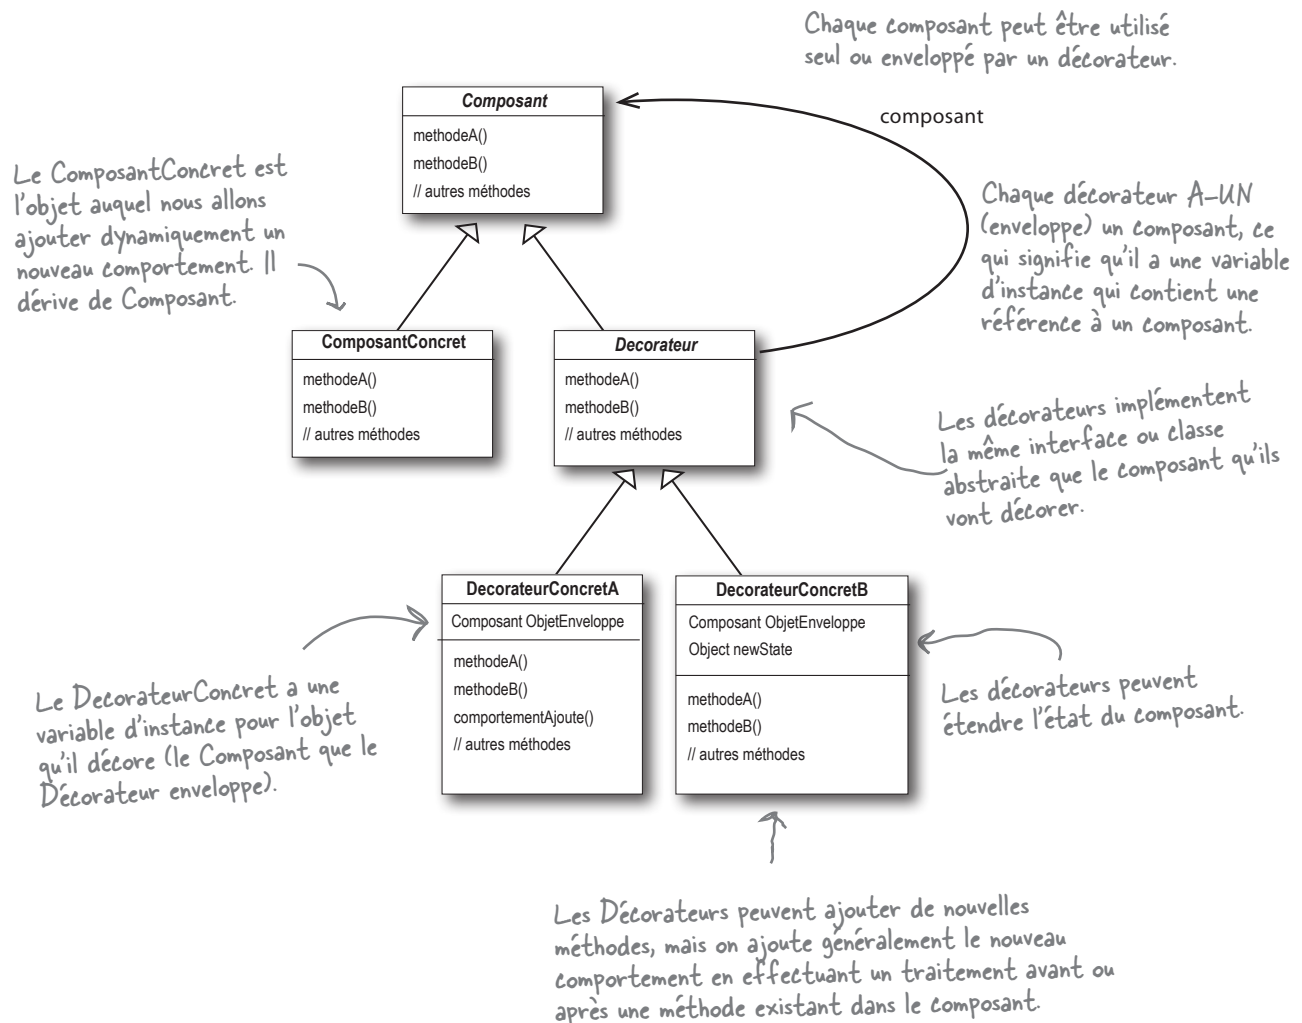 Chaque composant peut être utilisé
seul ou enveloppé par un décorateur.
Composant
methodeA()
methodeB()
// autres méthodes
composant
Le ComposantConcret est
l'objet auquel nous allons
ajouter dynamiquement un
nouveau comportement. Il
dérive de Composant.
Chaque décorateur A-UN
(enveloppe) un composant, ce
qui signifie qu'il a une variable
d'instance qui contient une
référence à un composant.
ComposantConcret
methodeA()
methodeB()
// autres méthodes
Decorateur
methodeA()
methodeB()
// autres méthodes
Les décorateurs implémentent
la même interface ou classe
abstraite que le composant qu'ils
vont décorer.
DecorateurConcretA
Composant ObjetEnveloppe
methodeA()
methodeB()
comportementAjoute()
// autres méthodes
DecorateurConcretB
Composant ObjetEnveloppe
Object newState
methodeA()
methodeB()
// autres méthodes
Le DecorateurConcret a une
variable d'instance pour l'objet
qu'il décore (le Composant que le
Décorateur enveloppe).
Les décorateurs peuvent
étendre l'état du composant.
Les Décorateurs peuvent ajouter de nouvelles
méthodes, mais on ajoute généralement le nouveau
comportement en effectuant un traitement avant ou
après une méthode existant dans le composant.